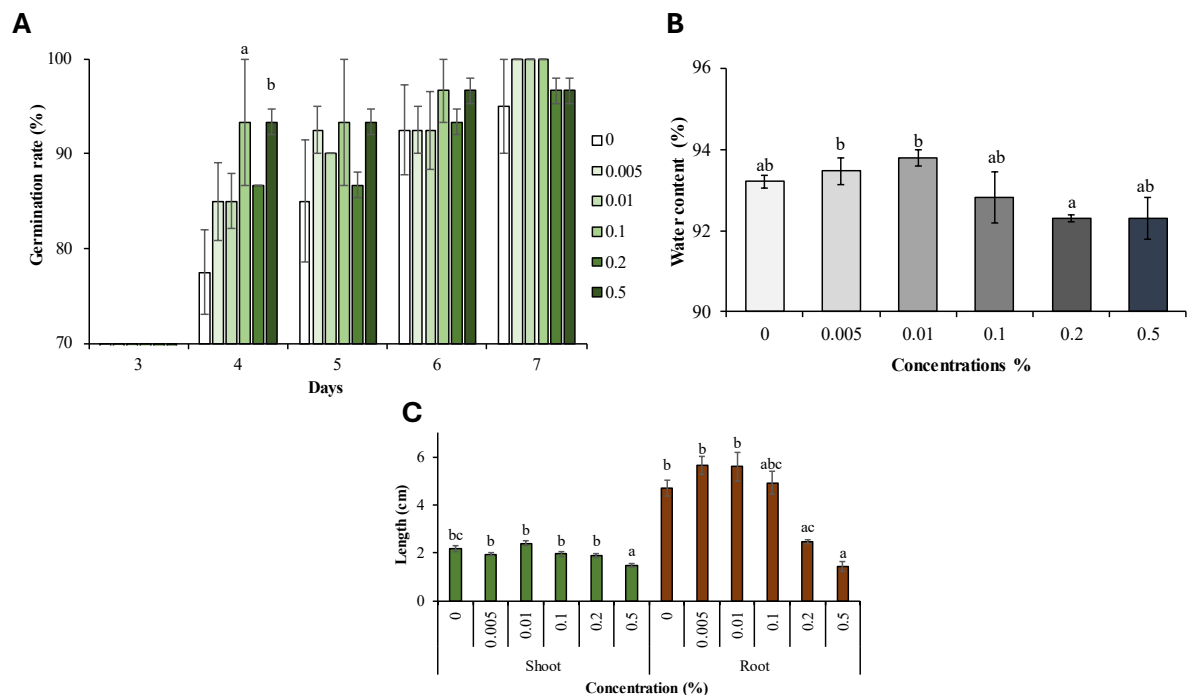 A
a
b
100
90
80
70
3
4
5
6
7
Days
Germination rate (%)
0
0.005
0.01
0.1
0.2
0.5
B
96
94
92
90
ab
b
b
ab
a
ab
0
0.005
0.01
0.1
0.2
0.5
Concentrations %
Water content (%)
C
6
4
2
0
Length (cm)
bc
b
b
b
b
a
b
b
b
abc
ac
a
0
0.005
0.01
0.1
0.2
0.5
0
0.005
0.01
0.1
0.2
0.5
Shoot
Root
Concentration (%)